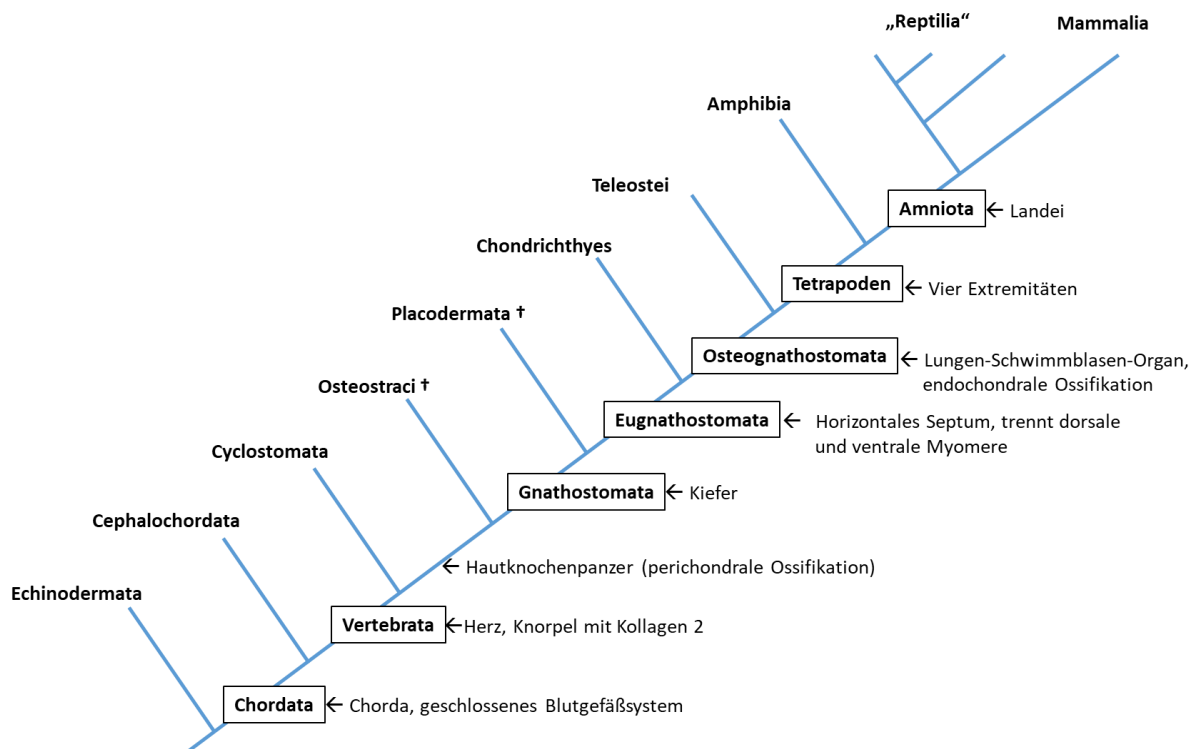 „Reptilia“
Mammalia
Amphibia
Teleostei
Amniota
← Landei
Chondrichthyes
Tetrapoden
← Vier Extremitäten
Placodermata †
Osteognathostomata
← Lungen-Schwimmblasen-Organ,
endochondrale Ossifikation
Osteostraci †
Eugnathostomata
← Horizontales Septum, trennt dorsale
und ventrale Myomere
Cyclostomata
Gnathostomata
← Kiefer
Cephalochordata
← Hautknochenpanzer (perichondrale Ossifikation)
Echinodermata
Vertebrata
← Herz, Knorpel mit Kollagen 2
Chordata
← Chorda, geschlossenes Blutgefäßsystem